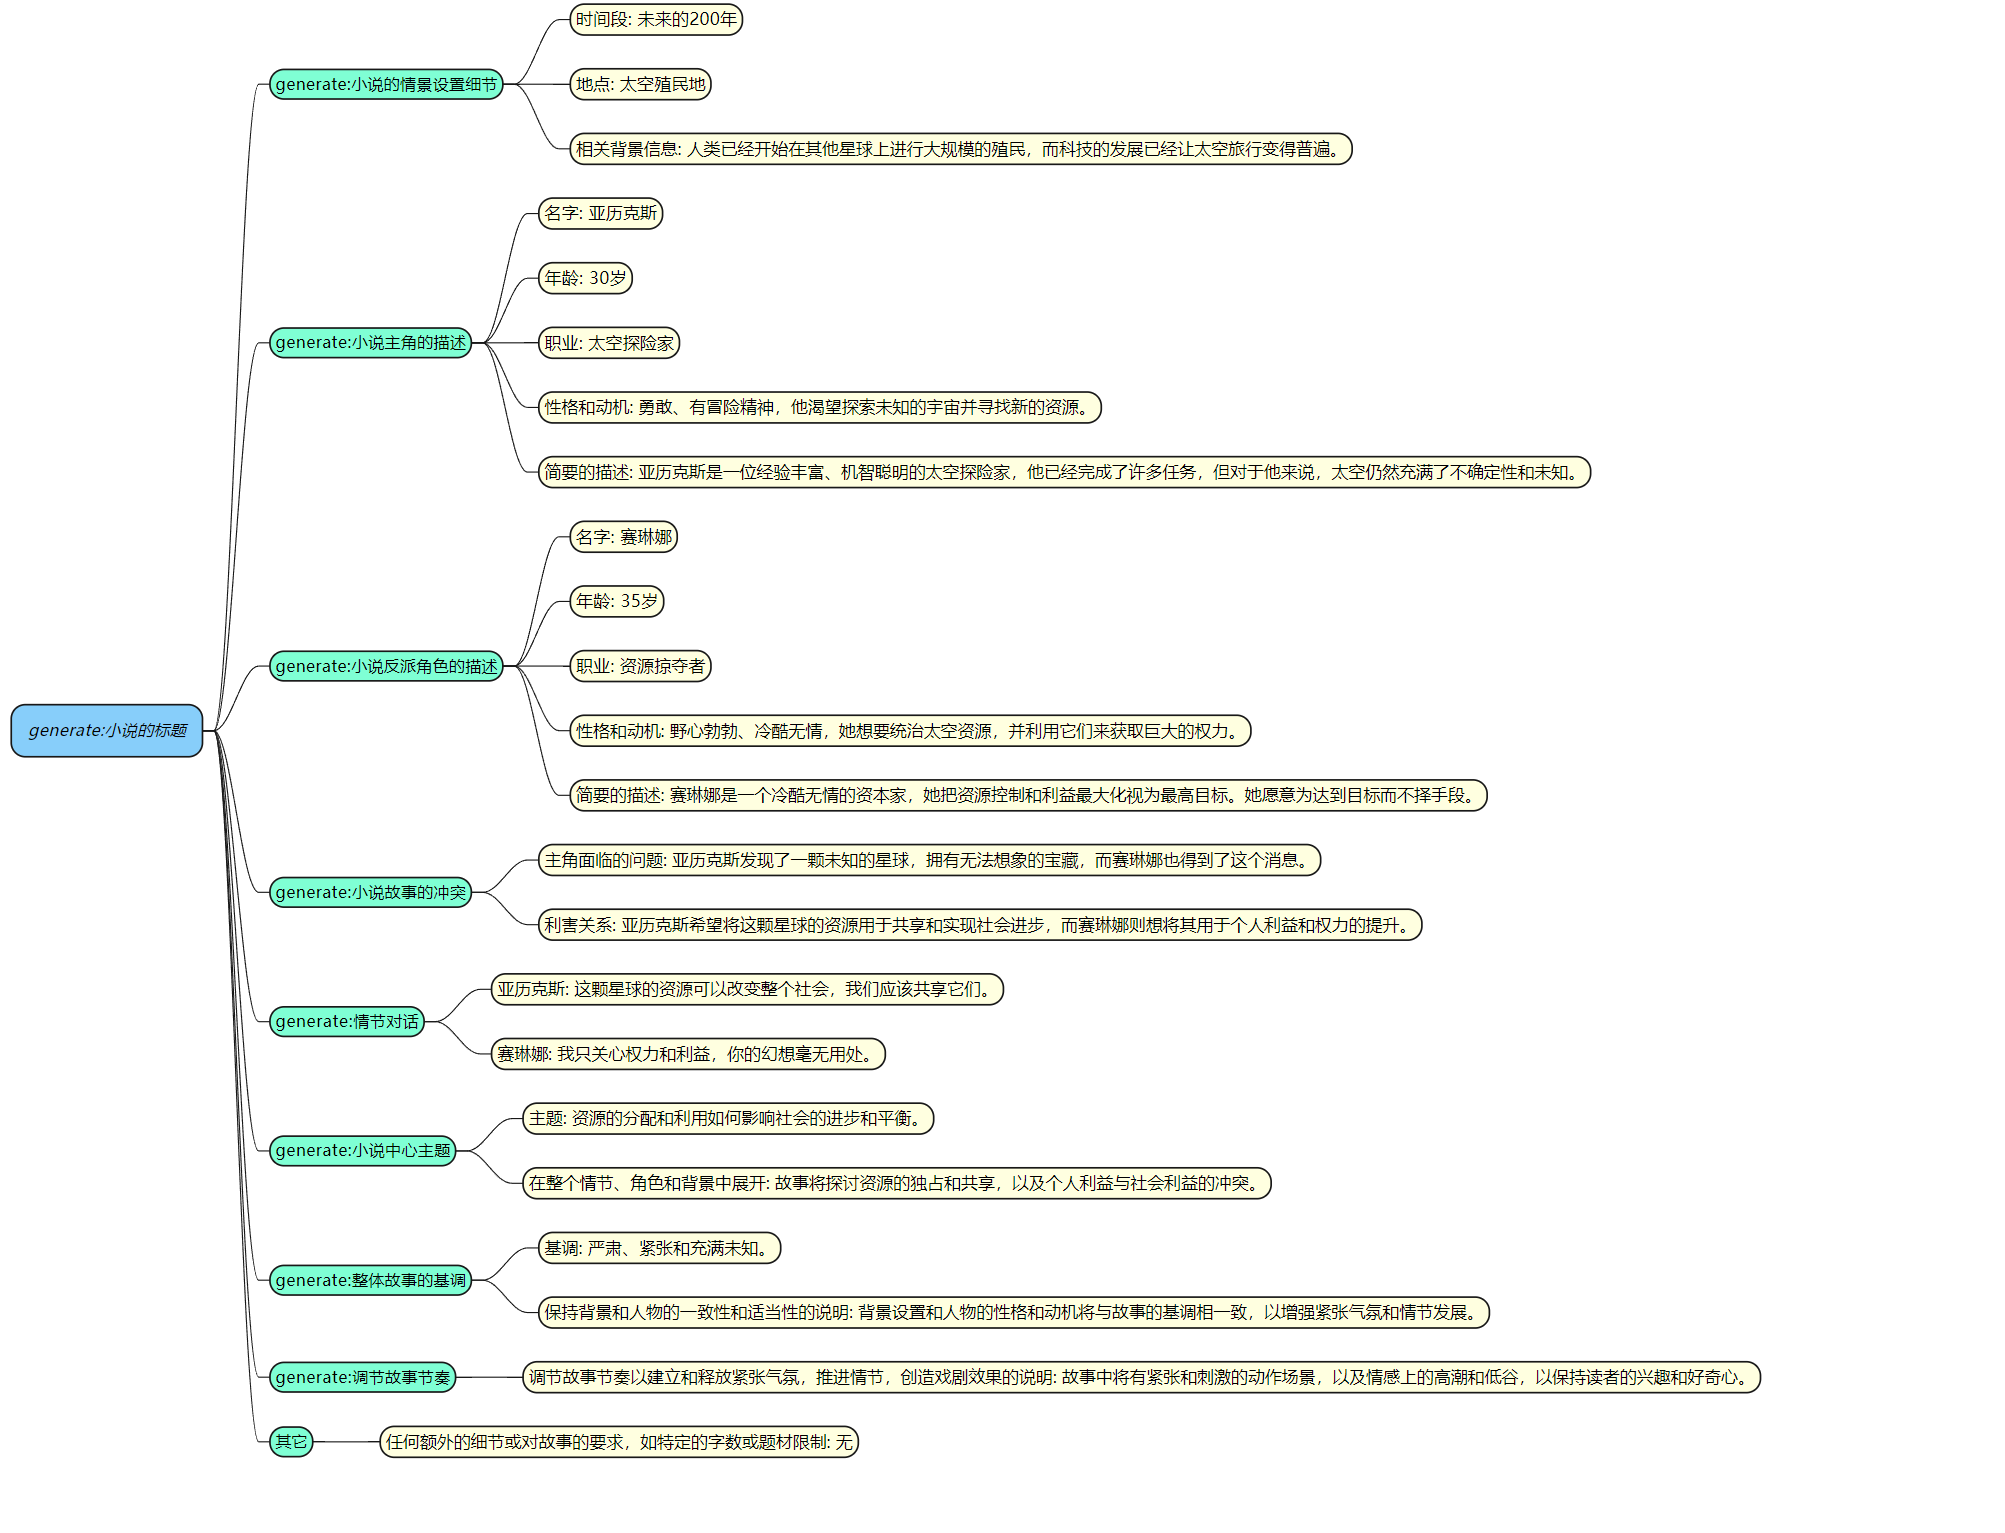 generate:小说的标题
generate:小说的情景设置细节
时间段: 未来的200年
地点: 太空殖民地
相关背景信息: 人类已经开始在其他星球上进行大规模的殖民，而科技的发展已经让太空旅行变得普遍。
generate:小说主角的描述
名字: 亚历克斯
年龄: 30岁
职业: 太空探险家
性格和动机: 勇敢、有冒险精神，他渴望探索未知的宇宙并寻找新的资源。
简要的描述: 亚历克斯是一位经验丰富、机智聪明的太空探险家，他已经完成了许多任务，但对于他来说，太空仍然充满了不确定性和未知。
generate:小说反派角色的描述
名字: 赛琳娜
年龄: 35岁
职业: 资源掠夺者
性格和动机: 野心勃勃、冷酷无情，她想要统治太空资源，并利用它们来获取巨大的权力。
简要的描述: 赛琳娜是一个冷酷无情的资本家，她把资源控制和利益最大化视为最高目标。她愿意为达到目标而不择手段。
generate:小说故事的冲突
主角面临的问题: 亚历克斯发现了一颗未知的星球，拥有无法想象的宝藏，而赛琳娜也得到了这个消息。
利害关系: 亚历克斯希望将这颗星球的资源用于共享和实现社会进步，而赛琳娜则想将其用于个人利益和权力的提升。
generate:情节对话
亚历克斯: 这颗星球的资源可以改变整个社会，我们应该共享它们。
赛琳娜: 我只关心权力和利益，你的幻想毫无用处。
generate:小说中心主题
主题: 资源的分配和利用如何影响社会的进步和平衡。
在整个情节、角色和背景中展开: 故事将探讨资源的独占和共享，以及个人利益与社会利益的冲突。
generate:整体故事的基调
基调: 严肃、紧张和充满未知。
保持背景和人物的一致性和适当性的说明: 背景设置和人物的性格和动机将与故事的基调相一致，以增强紧张气氛和情节发展。
generate:调节故事节奏
调节故事节奏以建立和释放紧张气氛，推进情节，创造戏剧效果的说明: 故事中将有紧张和刺激的动作场景，以及情感上的高潮和低谷，以保持读者的兴趣和好奇心。
其它
任何额外的细节或对故事的要求，如特定的字数或题材限制: 无